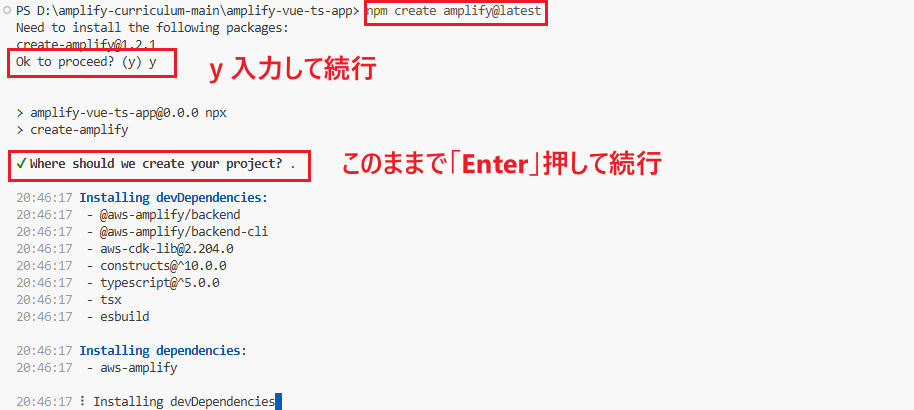 PS D:\amplify-curriculum-main\amplify-vue-ts-app> npm create amplify@latest
Need to install the following packages:
create-amplify@1.2.1
Ok to proceed? (y) y
y 入力して続行
> amplify-vue-ts-app@0.0.0 npx
> create-amplify
✔ Where should we create your project? .
このままで「Enter」押して続行
20:46:17 Installing devDependencies:
20:46:17  - @aws-amplify/backend
20:46:17  - @aws-amplify/backend-cli
20:46:17  - aws-cdk-lib@2.204.0
20:46:17  - constructs@^10.0.0
20:46:17  - typescript@^5.0.0
20:46:17  - tsx
20:46:17  - esbuild
20:46:17 Installing dependencies:
20:46:17  - aws-amplify
20:46:17 ⠇ Installing devDependencies